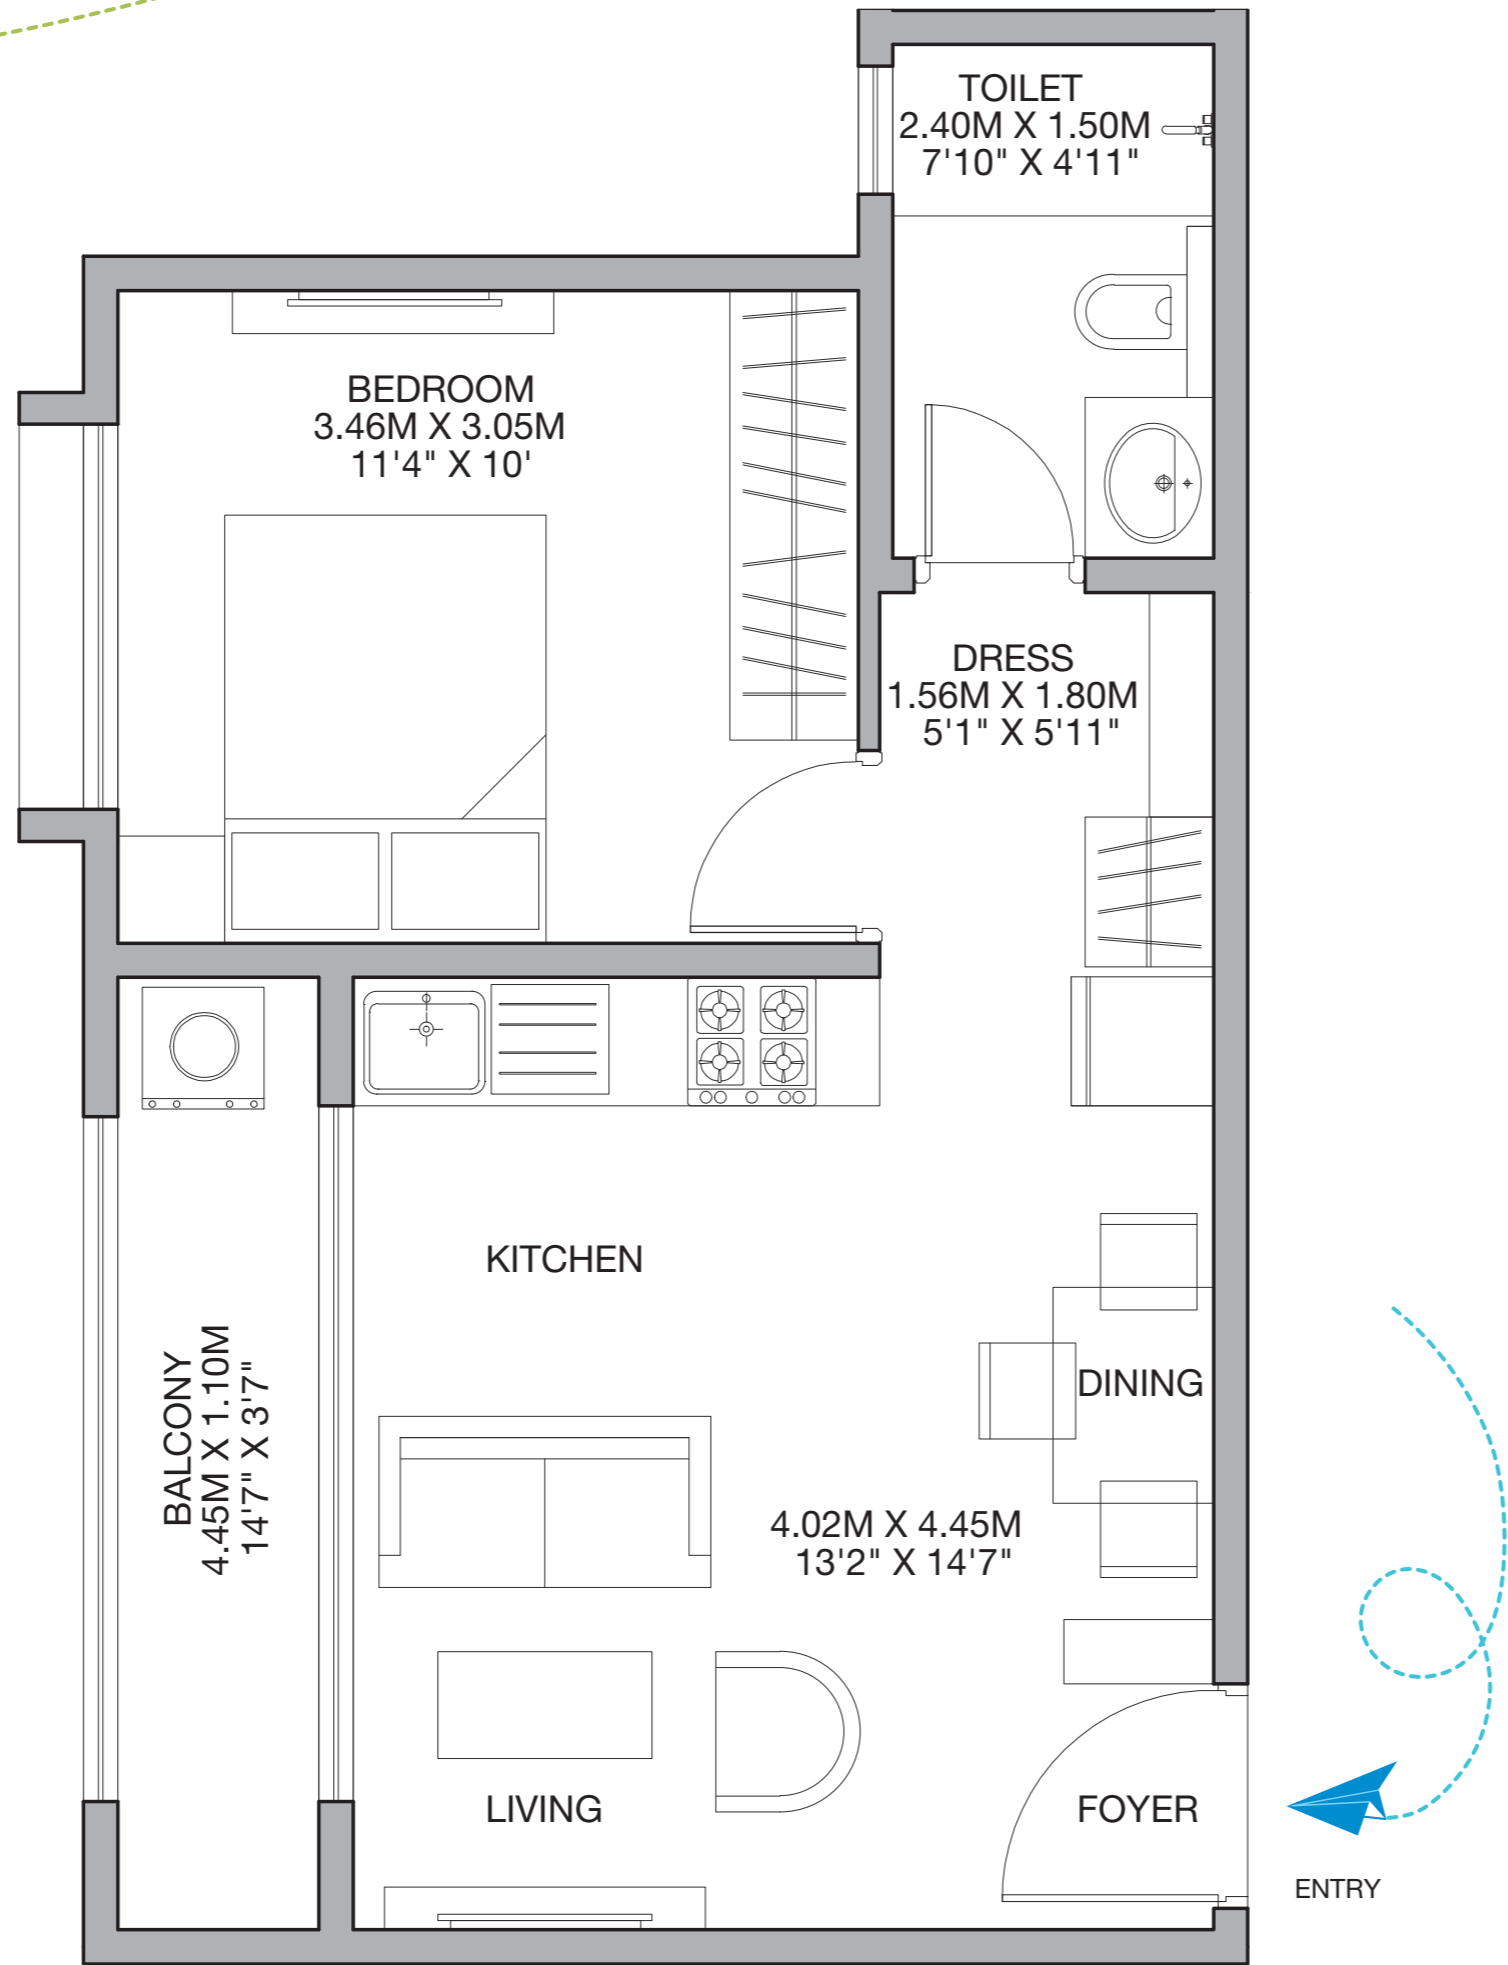 TOILET
2.40M X 1.50M
7'10" X 4'11"
BEDROOM
3.46M X 3.05M
11'4" X 10'
DRESS
1.56M X 1.80M
5'1" X 5'11"
KITCHEN
BALCONY
4.45M X 1.10M
14'7" X 3'7"
DINING
4.02M X 4.45M
13'2" X 14'7"
LIVING
FOYER
ENTRY